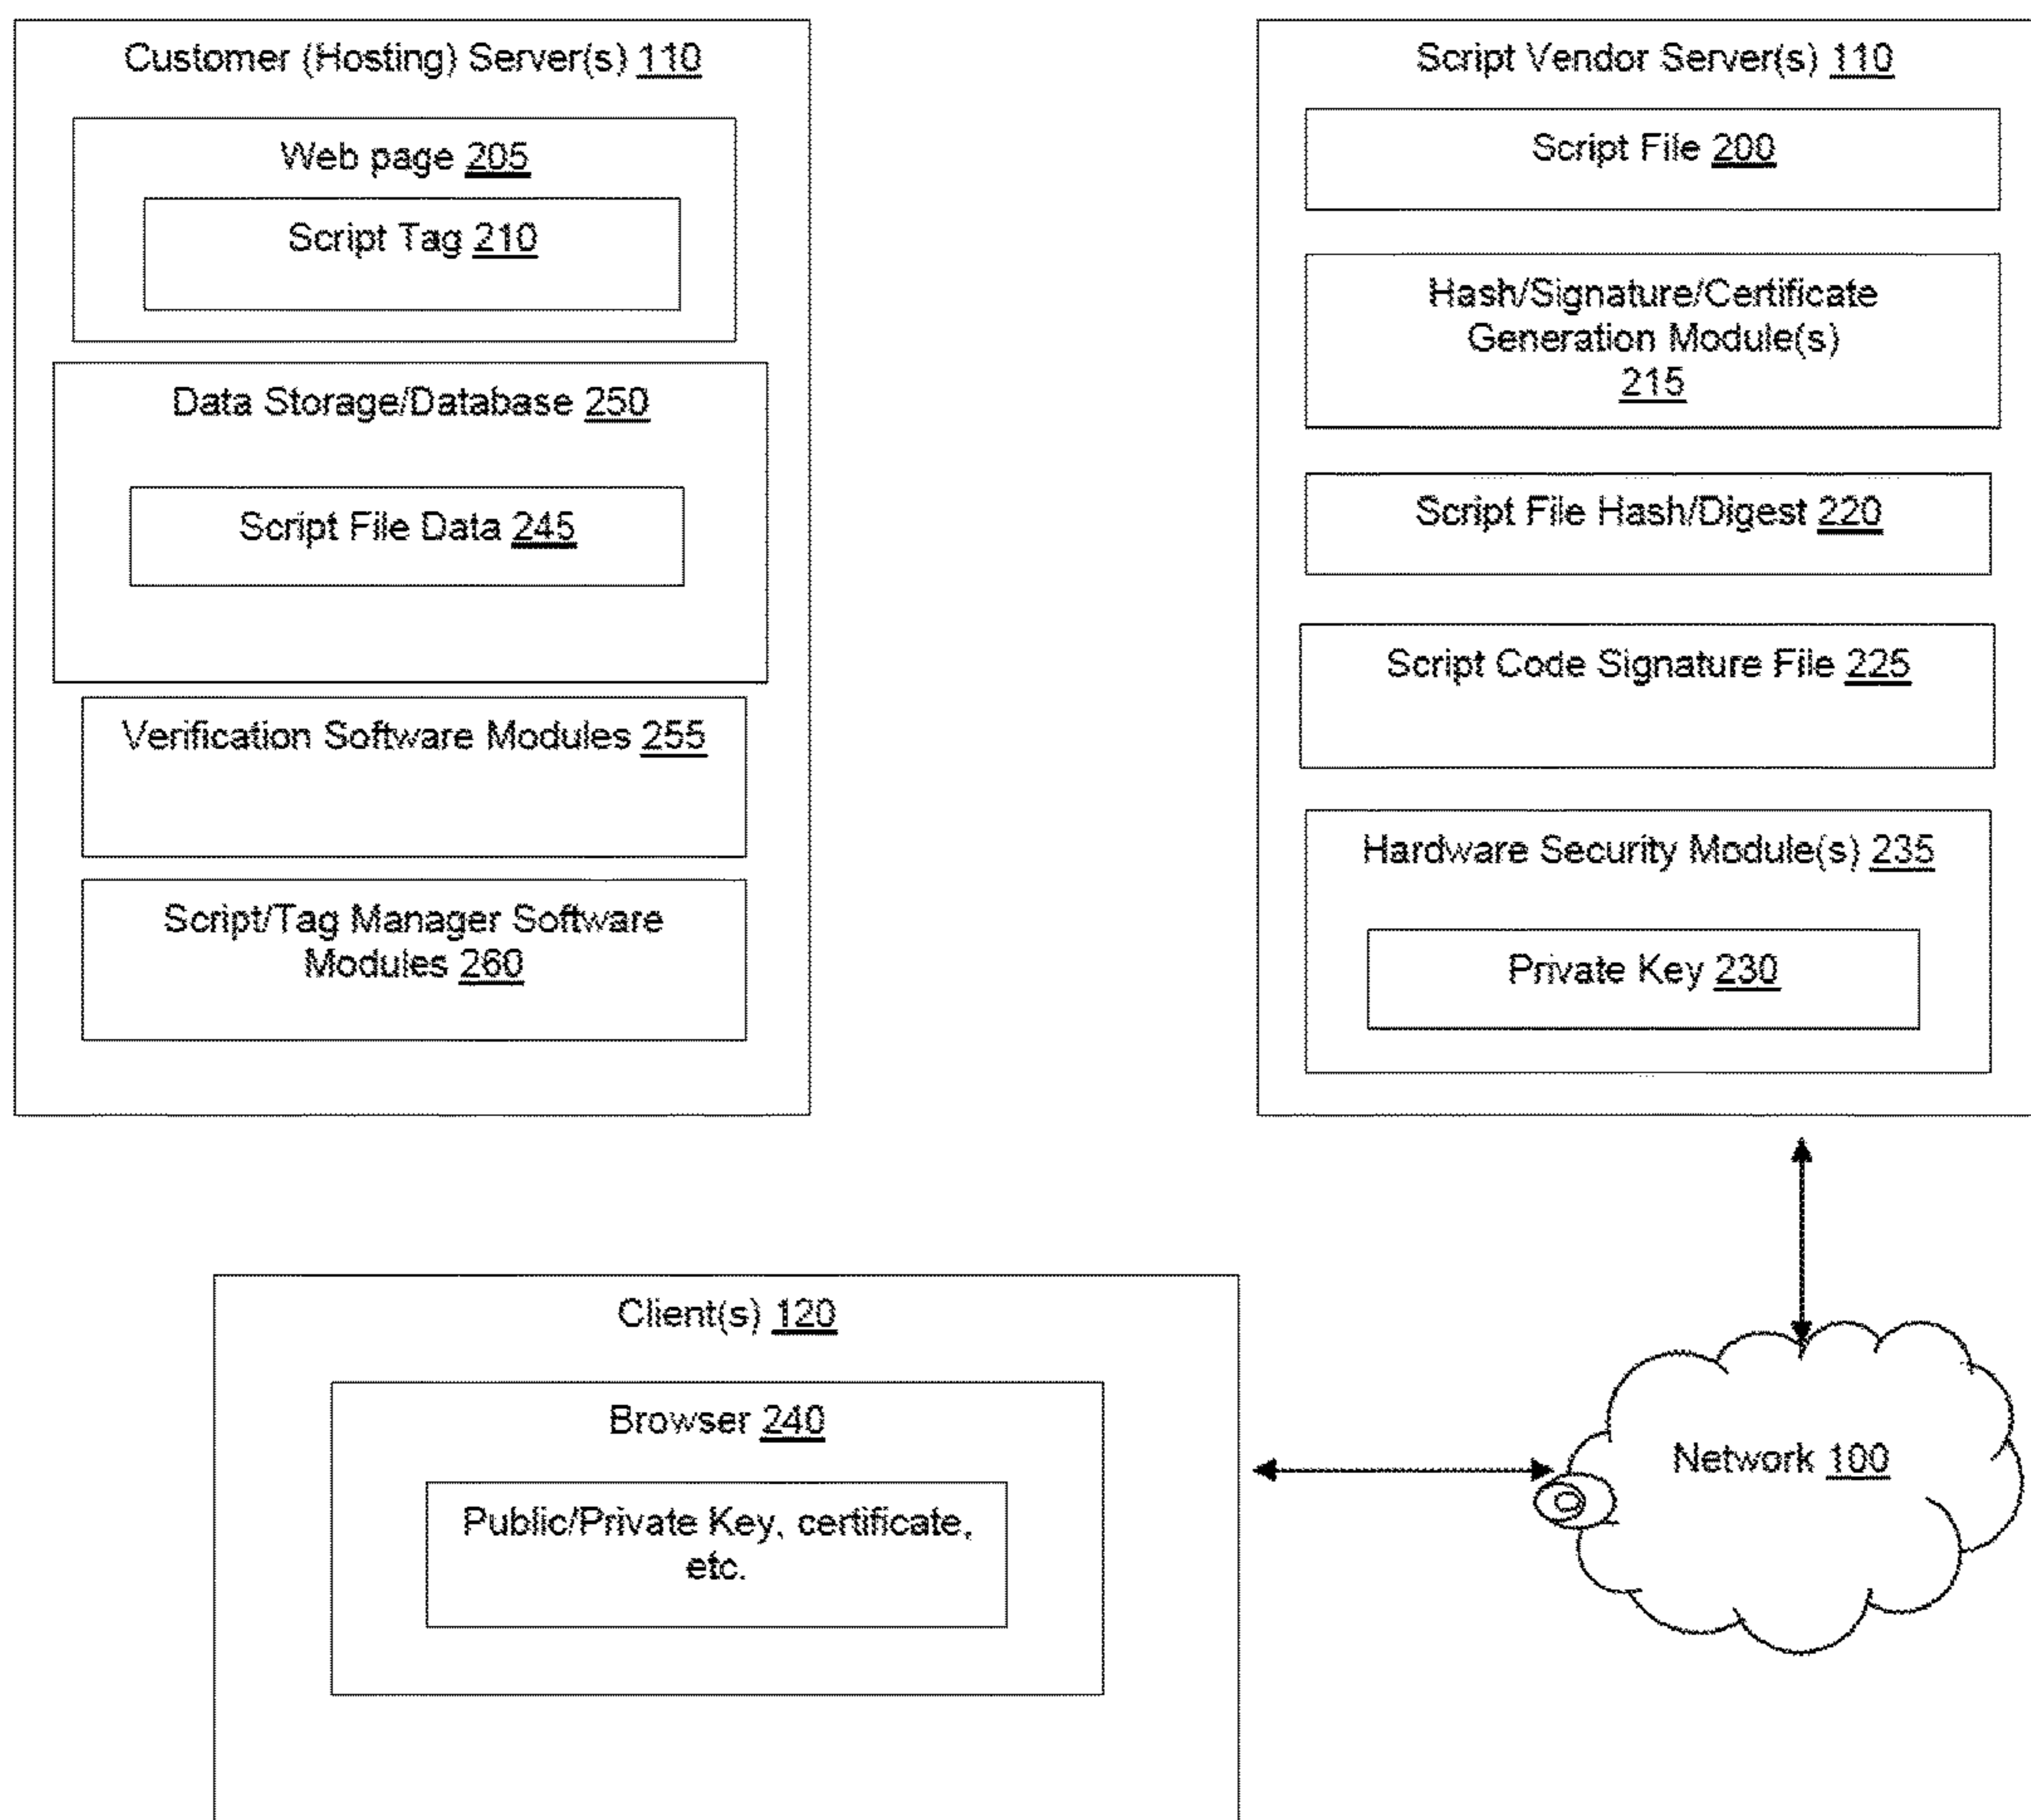 Customer (Hosting) Server(s) 110
Web page 205
Script Tag 210
Data Storage/Database 250
Script File Data 245
Verification Software Modules 255
Script/Tag Manager Software
Modules 260
Script Vendor Server(s) 110
Script File 200
Hash/Signature/Certificate
Generation Module(s)
215
Script File Hash/Digest 220
Script Code Signature File 225
Hardware Security Module(s) 235
Private Key 230
Client(s) 120
Browser 240
Public/Private Key, certificate,
etc.
Network 100